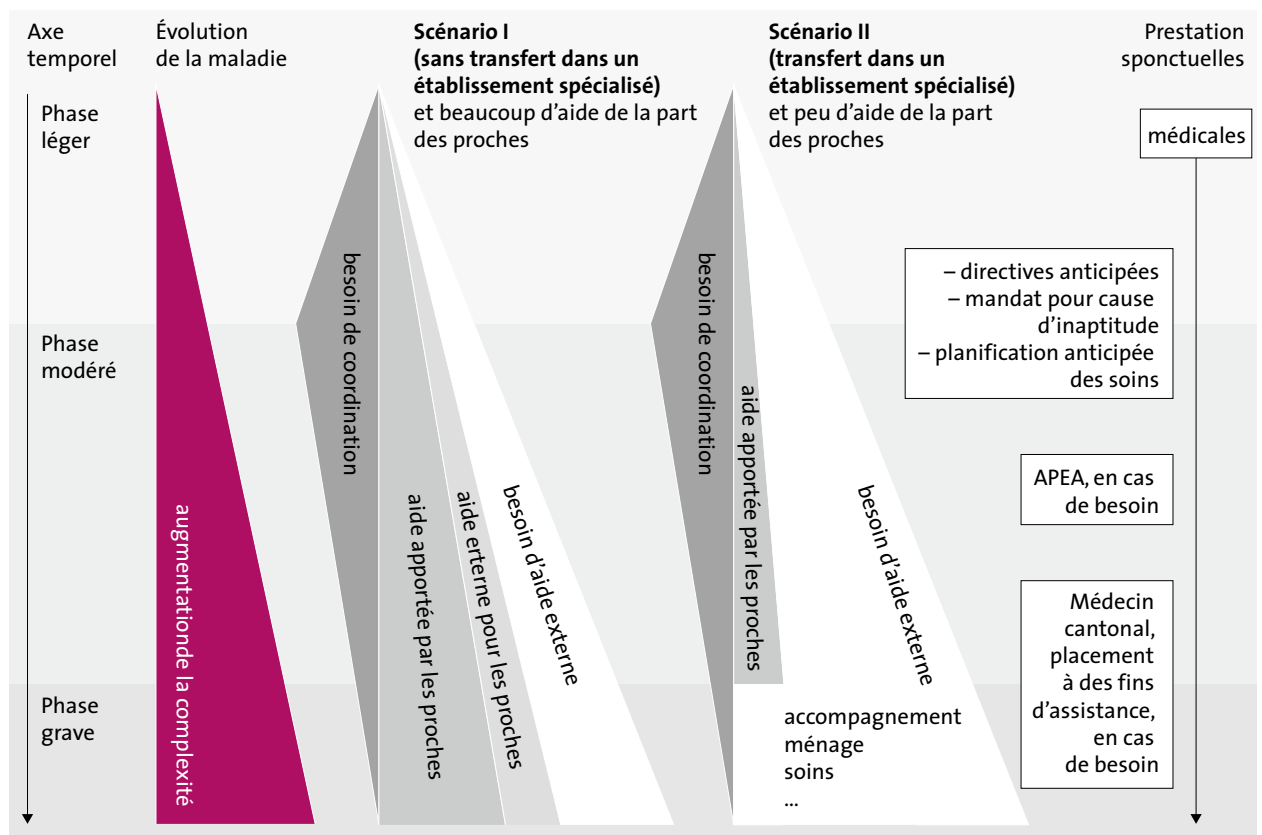 Axe
temporel
Évolution
de la maladie
Scénario I
(sans transfert dans un
établissement spécialisé)
et beaucoup d'aide de la part
des proches
Scénario II
(transfert dans un
établissement spécialisé)
et peu d'aide de la part
des proches
Prestation
sponctuelles
Phase
léger
Phase
modéré
Phase
grave
augmentationde la complexité
besoin de coordination
aide apportée par les proches
aide erterne pour les proches
besoin d'aide externe
besoin de coordination
aide apportée par les proches
besoin d'aide externe
accompagnement
ménage
soins
...
médicales
– directives anticipées
– mandat pour cause
d'inaptitude
– planification anticipée
des soins
APEA, en cas
de besoin
Médecin
cantonal,
placement
à des fins
d'assistance,
en cas
de besoin